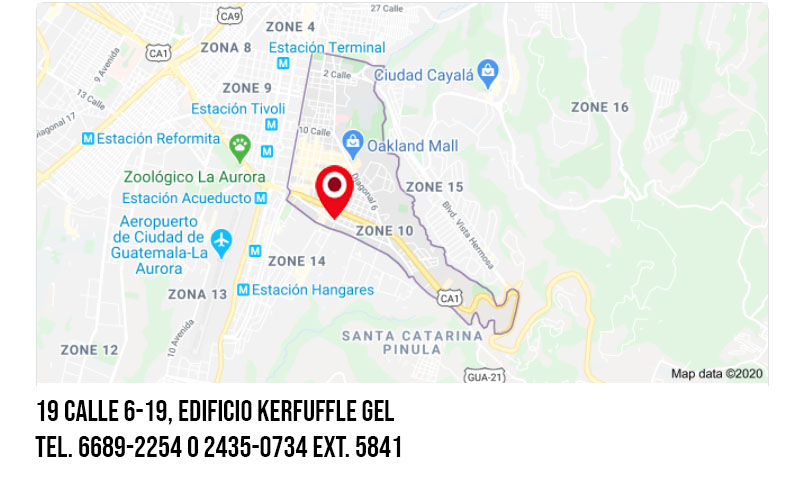 27 Calle
CA9
ZONE 4
ZONA 8
Estación Terminal
CA1
9 Avenida
M
2 Calle
Ciudad Cayalá
ZONE 9
13 Calle
Estación Tivoli
ZONE 16
Diagonal 17
M
10 Calle
M Estación Reformita
Oakland Mall
M
Zoológico La Aurora
Diagonal 6
ZONE 15
Estación Acueducto M
Blvd. Vista Hermosa
Aeropuerto
de Ciudad de
Guatemala-La
Aurora
ZONE 10
M
ZONE 14
ZONA 13
M Estación Hangares
CA1
10 Avenida
SANTA CATARINA
PINULA
ZONE 12
GUA-21
Map data ©2020
19 CALLE 6-19, EDIFICIO KERFUFFLE GEL
TEL. 6689-2254 O 2435-0734 EXT. 5841